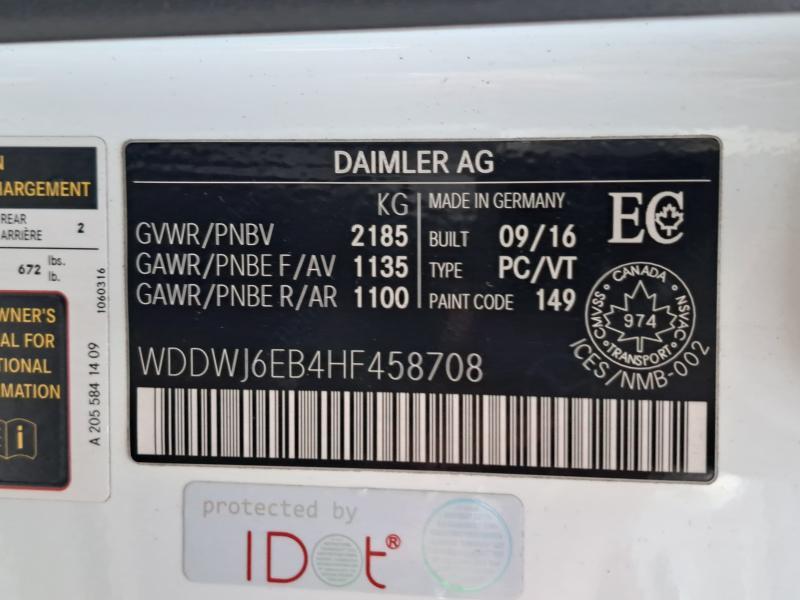 N
HARGEMENT
REAR
ARRIÈRE
2
672 lbs.
lb.
1060316
WNER'S
AL FOR
TIONAL
RMATION
i
A 205 584 14 09
DAIMLER AG
KG
GVWR/PNBV 2185
GAWR/PNBE F/AV 1135
GAWR/PNBE R/AR 1100
MADE IN GERMANY
BUILT 09/16
TYPE PC/VT
PAINT CODE 149
EC
CANADA
CMVSS 974 NSVAC
TRANSPORT
ICES/NMB-002
WDDWJ6EB4HF458708
protected by
IDot®